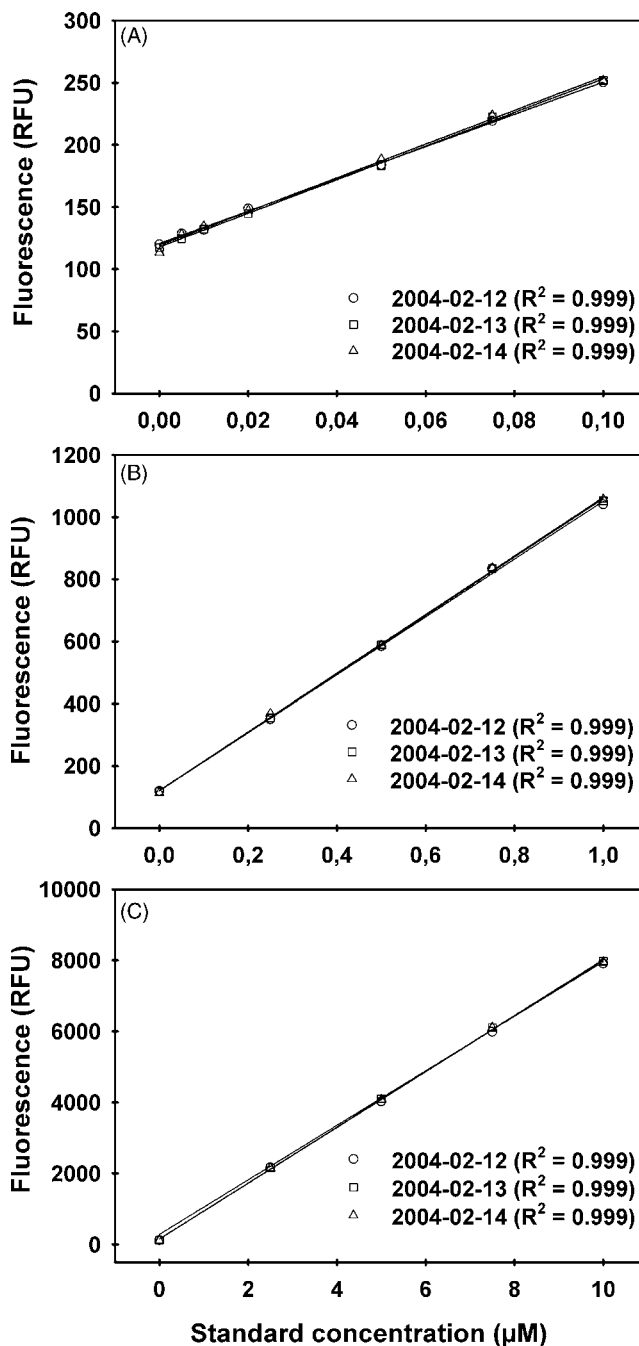 (A)
Fluorescence (RFU)
300
250
200
150
100
50
0
0,00 0,02 0,04 0,06 0,08 0,10
2004-02-12 (R² = 0.999)
2004-02-13 (R² = 0.999)
2004-02-14 (R² = 0.999)
(B)
Fluorescence (RFU)
1200
1000
800
600
400
200
0
0,0 0,2 0,4 0,6 0,8 1,0
2004-02-12 (R² = 0.999)
2004-02-13 (R² = 0.999)
2004-02-14 (R² = 0.999)
(C)
Fluorescence (RFU)
10000
8000
6000
4000
2000
0
0 2 4 6 8 10
2004-02-12 (R² = 0.999)
2004-02-13 (R² = 0.999)
2004-02-14 (R² = 0.999)
Standard concentration (µM)